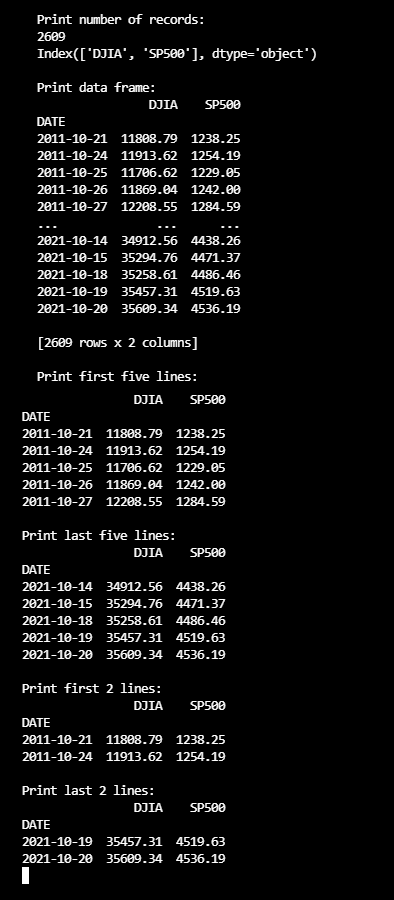 Print number of records:
2609
Index(['DJIA', 'SP500'], dtype='object')
Print data frame:
DJIA SP500
DATE
2011-10-21 11808.79 1238.25
2011-10-24 11913.62 1254.19
2011-10-25 11706.62 1229.05
2011-10-26 11869.04 1242.00
2011-10-27 12208.55 1284.59
... ... ...
2021-10-14 34912.56 4438.26
2021-10-15 35294.76 4471.37
2021-10-18 35258.61 4486.46
2021-10-19 35457.31 4519.63
2021-10-20 35609.34 4536.19
[2609 rows x 2 columns]
Print first five lines:
DJIA SP500
DATE
2011-10-21 11808.79 1238.25
2011-10-24 11913.62 1254.19
2011-10-25 11706.62 1229.05
2011-10-26 11869.04 1242.00
2011-10-27 12208.55 1284.59
Print last five lines:
DJIA SP500
DATE
2021-10-14 34912.56 4438.26
2021-10-15 35294.76 4471.37
2021-10-18 35258.61 4486.46
2021-10-19 35457.31 4519.63
2021-10-20 35609.34 4536.19
Print first 2 lines:
DJIA SP500
DATE
2011-10-21 11808.79 1238.25
2011-10-24 11913.62 1254.19
Print last 2 lines:
DJIA SP500
DATE
2021-10-19 35457.31 4519.63
2021-10-20 35609.34 4536.19